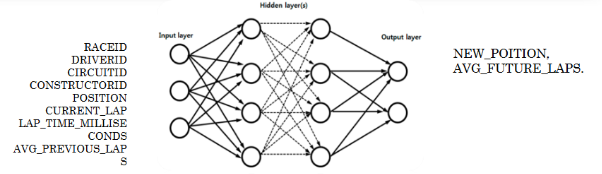 Hidden layer(s)
Input layer
Output layer
RACEID
DRIVERID
CIRCUITID
CONSTRUCTORID
POSITION
CURRENT_LAP
LAP_TIME_MILLISE
CONDS
AVG_PREVIOUS_LAP
S
NEW_POITION,
AVG_FUTURE_LAPS.